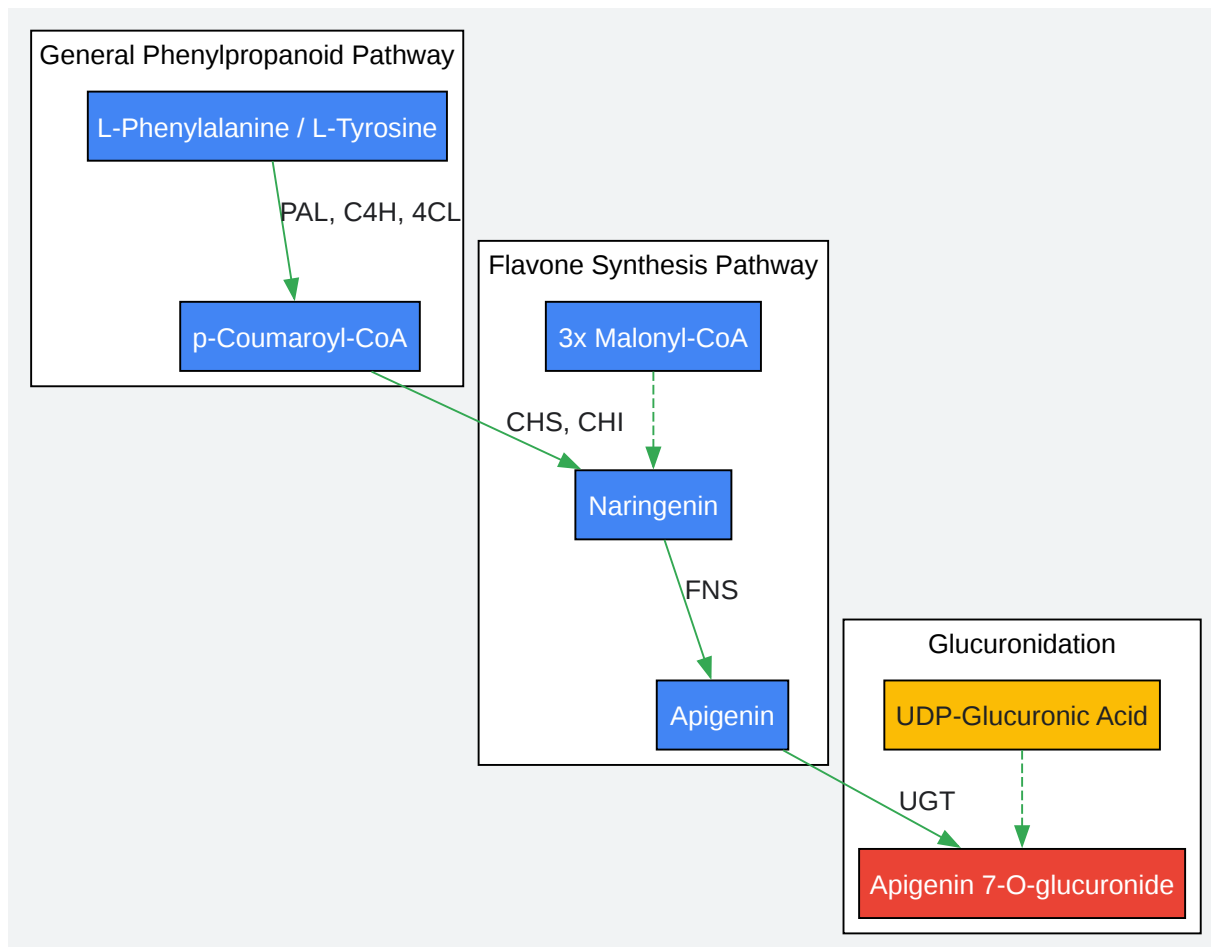 General Phenylpropanoid Pathway
L-Phenylalanine / L-Tyrosine
PAL, C4H, 4CL
p-Coumaroyl-CoA
Flavone Synthesis Pathway
3x Malonyl-CoA
CHS, CHI
Naringenin
FNS
Apigenin
Glucuronidation
UDP-Glucuronic Acid
UGT
Apigenin 7-O-glucuronide